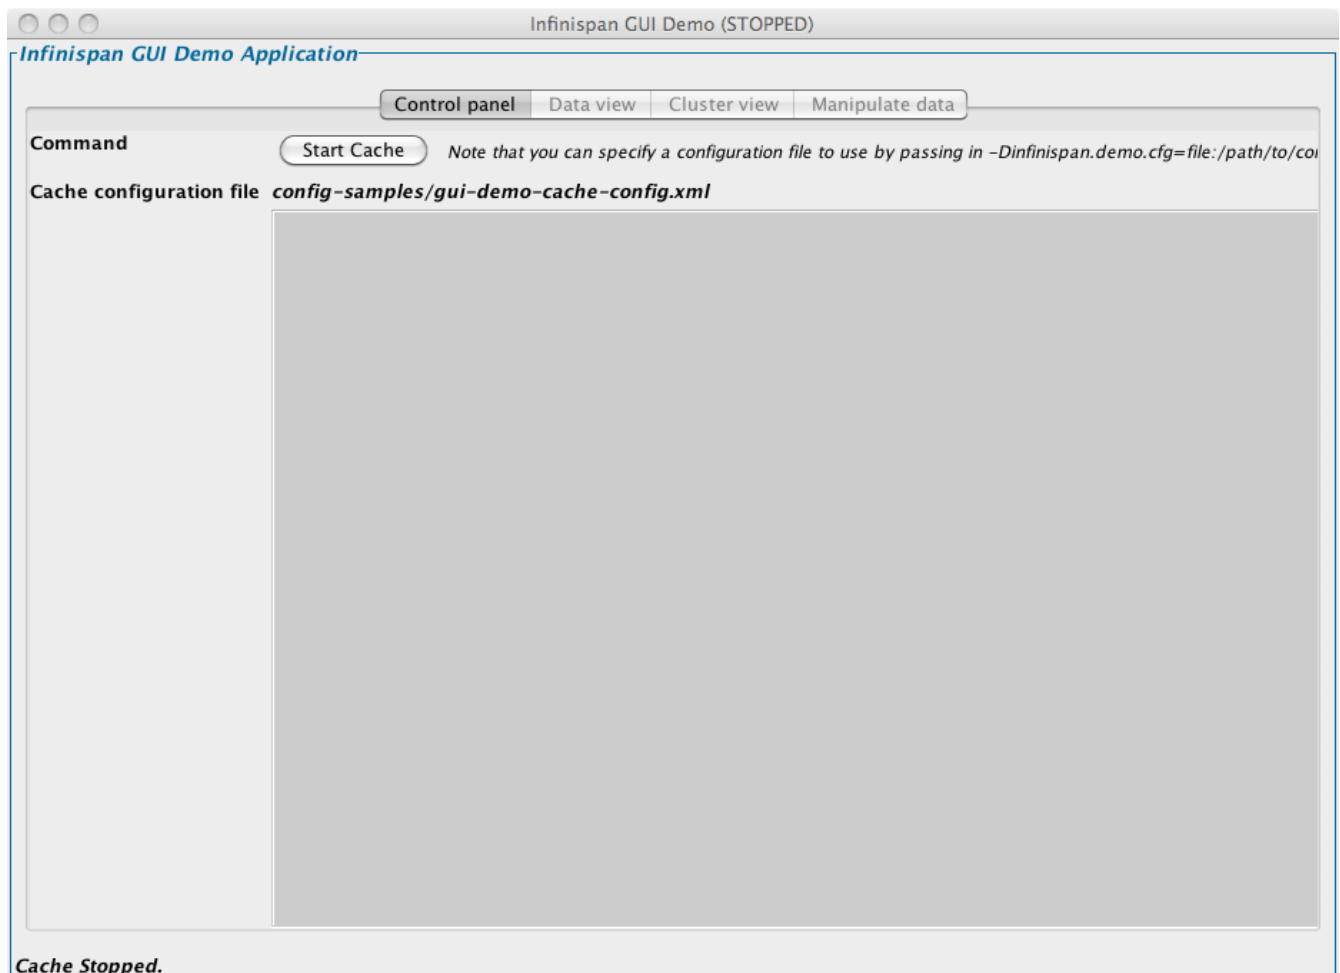 Infinispan GUI Demo (STOPPED)
Infinispan GUI Demo Application
Control panel Data view Cluster view Manipulate data
Command Start Cache Note that you can specify a configuration file to use by passing in -Dinfinispan.demo.cfg=file:/path/to/
Cache configuration file config-samples/gui-demo-cache-config.xml
Cache Stopped.